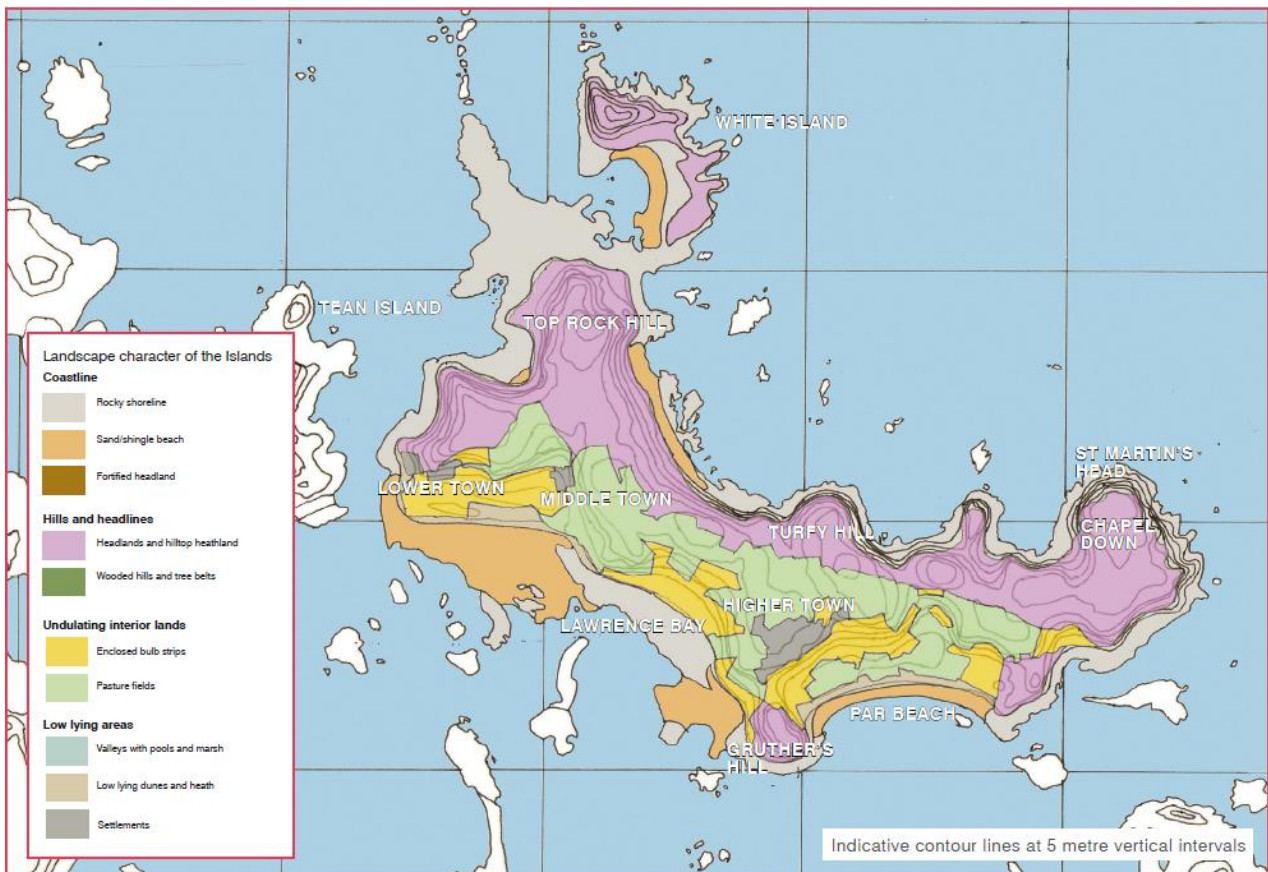 WHITE ISLAND
TEAN ISLAND
TOP ROCK HILL
Landscape character of the Islands
Coastline
Rocky shoreline
Sand/shingle beach
Fortified headland
Hills and headlines
Headlands and hilltop heathland
Wooded hills and tree belts
Undulating interior lands
Enclosed bulb strips
Pasture fields
Low lying areas
Valleys with pools and marsh
Low lying dunes and heath
Settlements
LOWER TOWN
MIDDLE TOWN
ST MARTIN'S
HEAD
CHAPEL
DOWN
TURFY HILL
HIGHER TOWN
LAWRENCE BAY
PAR BEACH
GRUTHER'S
HILL
Indicative contour lines at 5 metre vertical intervals